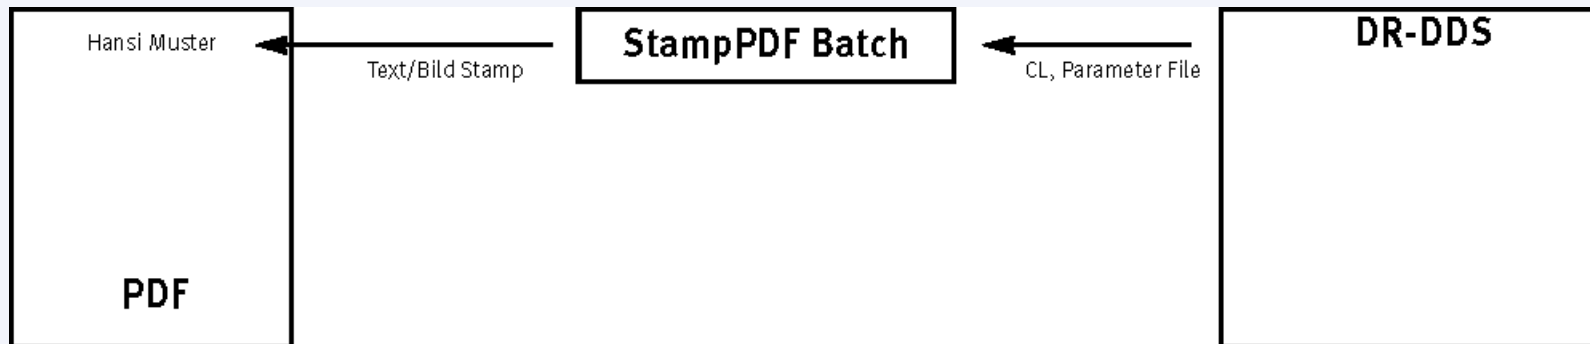 Hansi Muster
Text/Bild Stamp
StampPDF Batch
CL, Parameter File
DR-DDS
PDF